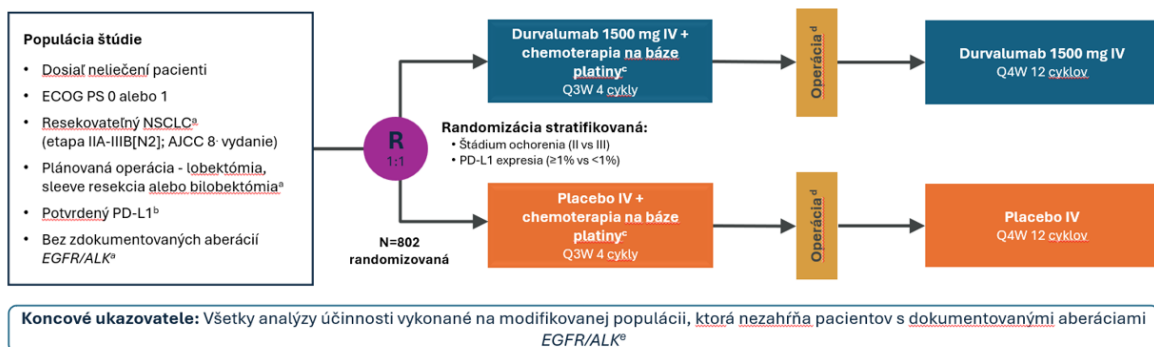 Populácia štúdie
• Dosiaľ neliečení pacienti
• ECOG PS 0 alebo 1
• Resekovateľný NSCLCᵃ
(etapa IIA-IIIB[N2]; AJCC 8. vydanie)
• Plánovaná operácia - lobektómia,
sleeve resekcia alebo bilobektómiaᵃ
• Potvrdený PD-L1ᵇ
• Bez zdokumentovaných aberácií
EGFR/ALKᵃ
R
1:1
N=802
randomizovaná
Randomizácia stratifikovaná:
• Štádium ochorenia (II vs III)
• PD-L1 expresia (≥1% vs <1%)
Durvalumab 1500 mg IV +
chemoterapia na báze
platinyᶜ
Q3W 4 cykly
Operácia ᵈ
Durvalumab 1500 mg IV
Q4W 12 cyklov
Placebo IV +
chemoterapia na báze
platinyᶜ
Q3W 4 cykly
Operácia ᵈ
Placebo IV
Q4W 12 cyklov
Koncové ukazovatele: Všetky analýzy účinnosti vykonané na modifikovanej populácii, ktorá nezahŕňa pacientov s dokumentovanými aberáciami
EGFR/ALKᵉ